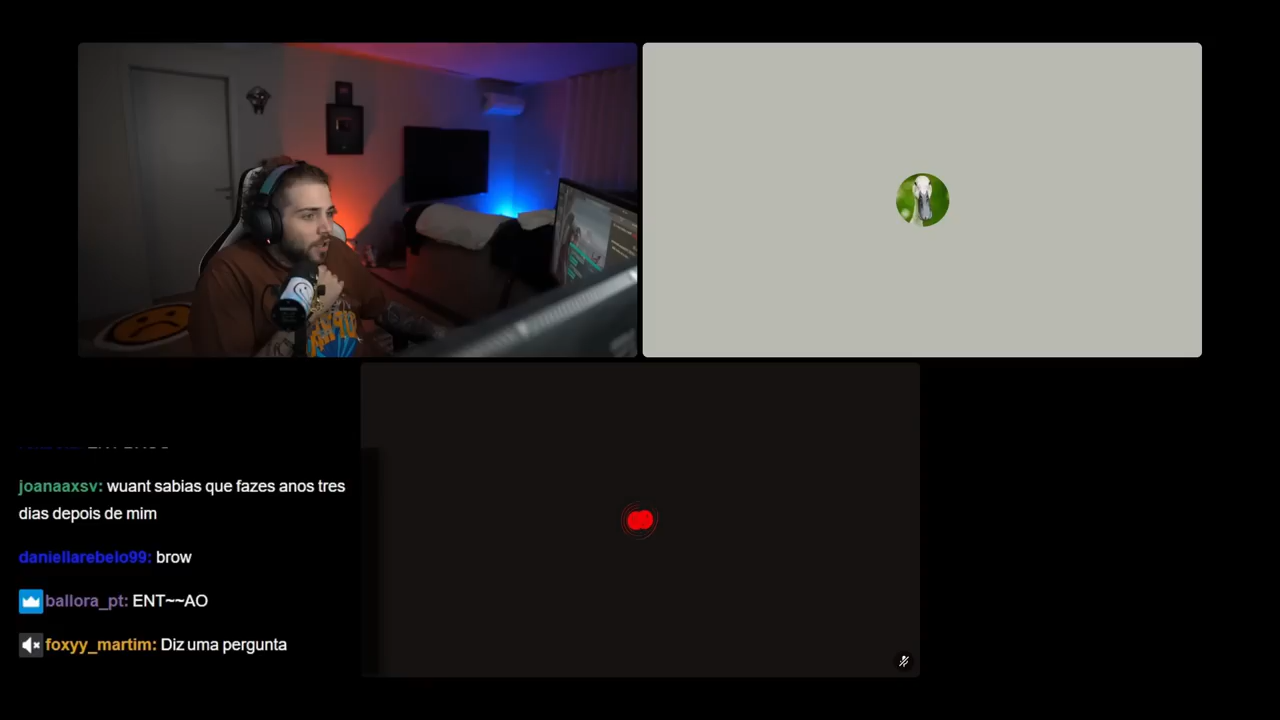 joanaaxsv: wuant sabias que fazes anos tres
dias depois de mim
daniellarebelo99: brow
ballora_pt: ENT~~AO
foxyy_martim: Diz uma pergunta